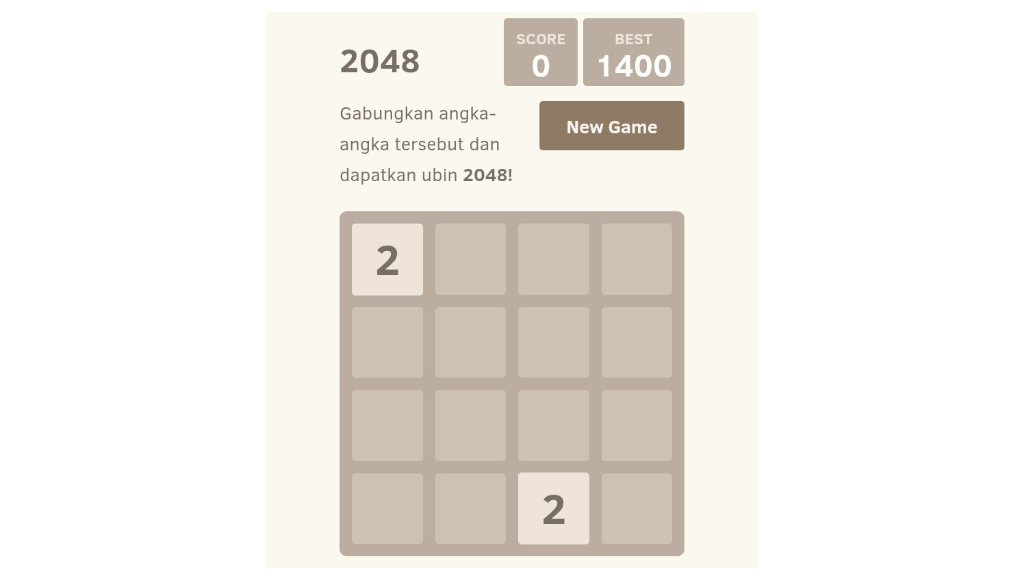 2048
SCORE
0
BEST
1400
Gabungkan angka-
angka tersebut dan
dapatkan ubin 2048!
New Game
2
2